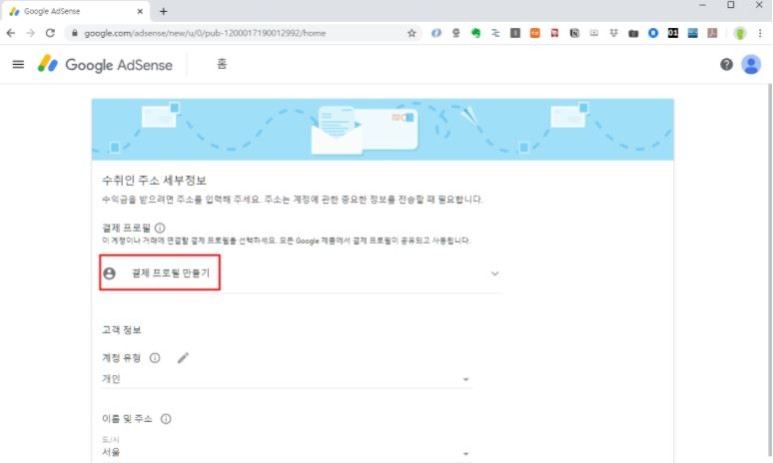 Google AdSense
google.com/adsense/new/u/0/pub-1200017190012992/home
Google AdSense 홈
수취인 주소 세부정보
수익금을 받으려면 주소를 입력해 주세요. 주소는 계정에 관한 중요한 정보를 전송할 때 필요합니다.
결제 프로필
이 계정이나 거래에 연결할 결제 프로필을 선택하세요. 모든 Google 제품에서 결제 프로필이 공유되고 사용됩니다.
결제 프로필 만들기
고객 정보
계정 유형
개인
이름 및 주소
도/시
서울